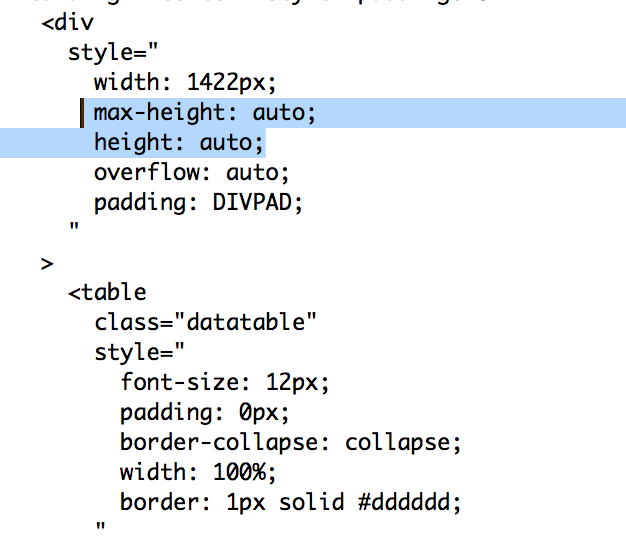 <div
style="
width: 1422px;
max-height: auto;
height: auto;
overflow: auto;
padding: DIVPAD;
"
>
<table
class="datatable"
style="
font-size: 12px;
padding: 0px;
border-collapse: collapse;
width: 100%;
border: 1px solid #dddddd;
"